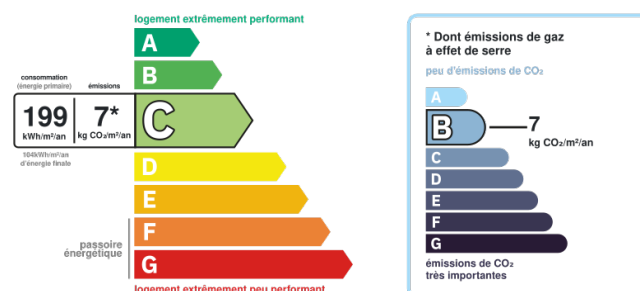 logement extrêmement performant
A
B
consommation
(énergie primaire)
émissions
199
kWh/m²/an
7*
kg CO₂/m²/an
C
104kWh/m²/an
d'énergie finale
D
E
F
G
passoire
énergétique
logement extrêmement peu performant
* Dont émissions de gaz
à effet de serre
peu d'émissions de CO₂
A
B
7
kg CO₂/m²/an
C
D
E
F
G
émissions de CO₂
très importantes